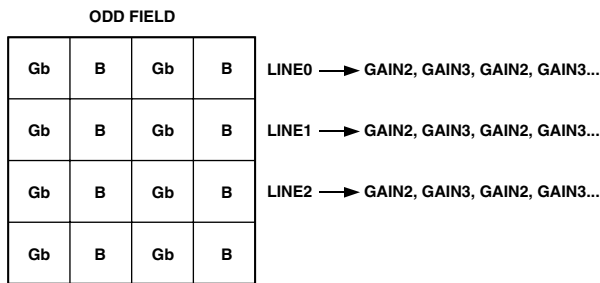 ODD FIELD
Gb B Gb B LINE0 GAIN2, GAIN3, GAIN2, GAIN3...
Gb B Gb B LINE1 GAIN2, GAIN3, GAIN2, GAIN3...
Gb B Gb B LINE2 GAIN2, GAIN3, GAIN2, GAIN3...
Gb B Gb B